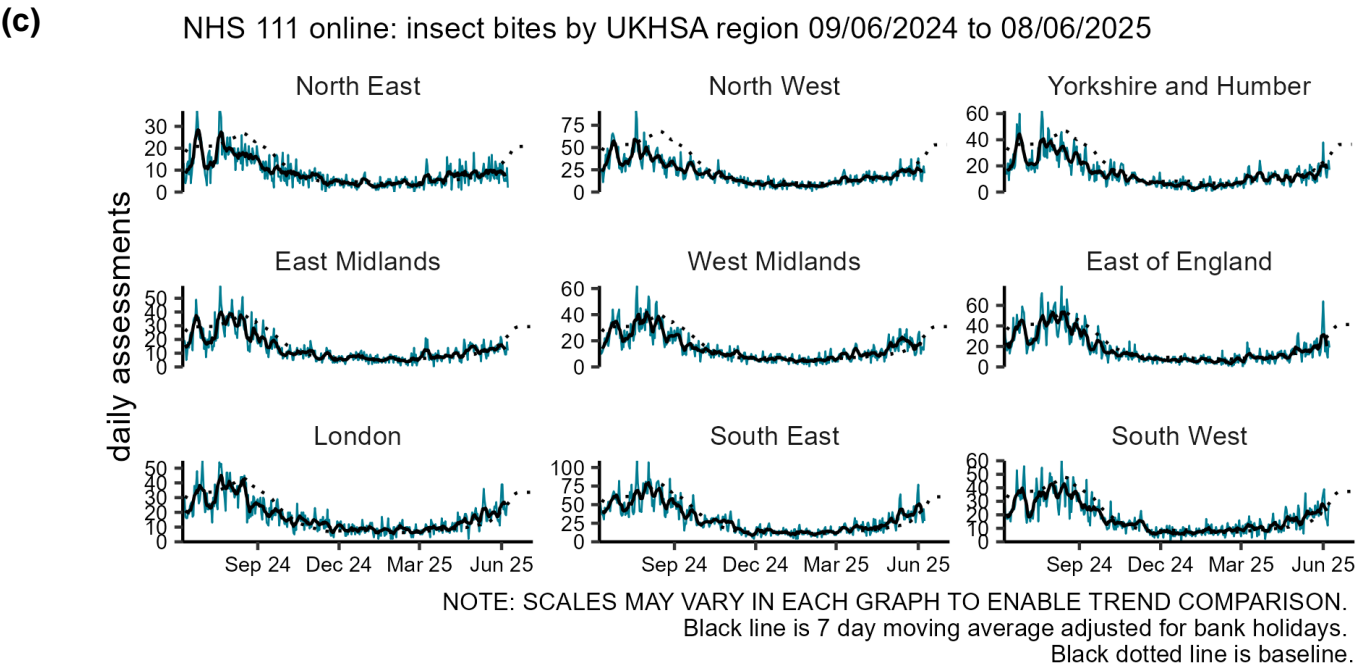 (c)
NHS 111 online: insect bites by UKHSA region 09/06/2024 to 08/06/2025
daily assessments
North East
30
20
10
0
North West
75
50
25
0
Yorkshire and Humber
60
40
20
0
East Midlands
50
40
30
20
10
0
West Midlands
60
40
20
0
East of England
60
40
20
0
London
50
40
30
20
10
0
Sep 24 Dec 24 Mar 25 Jun 25
South East
100
75
50
25
0
Sep 24 Dec 24 Mar 25 Jun 25
South West
60
50
40
30
20
10
0
Sep 24 Dec 24 Mar 25 Jun 25
NOTE: SCALES MAY VARY IN EACH GRAPH TO ENABLE TREND COMPARISON.
Black line is 7 day moving average adjusted for bank holidays.
Black dotted line is baseline.